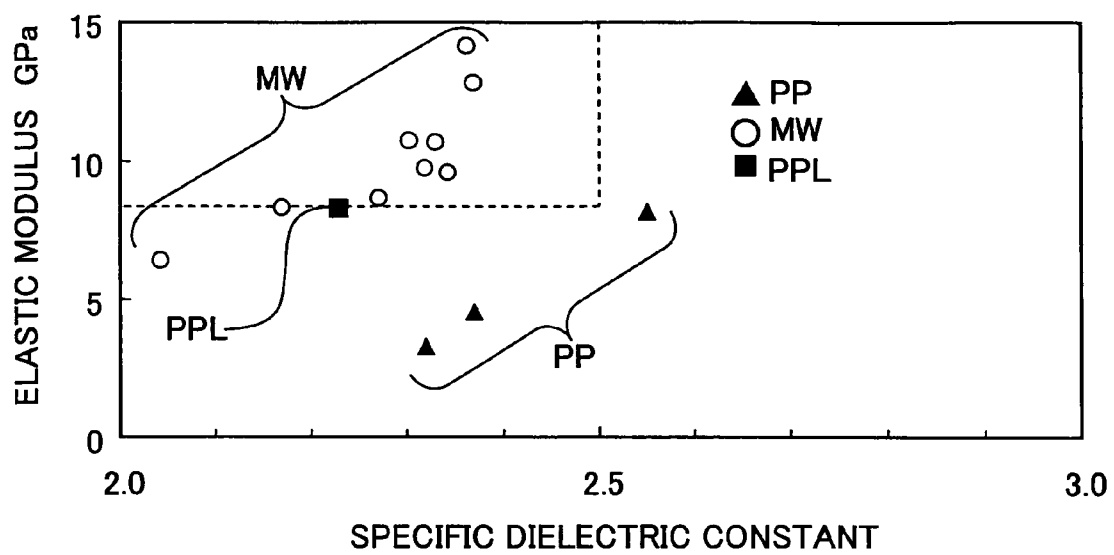 ELASTIC MODULUS GPa
15
10
5
0
MW
PPL
PP
PP
MW
PPL
2.0
2.5
3.0
SPECIFIC DIELECTRIC CONSTANT